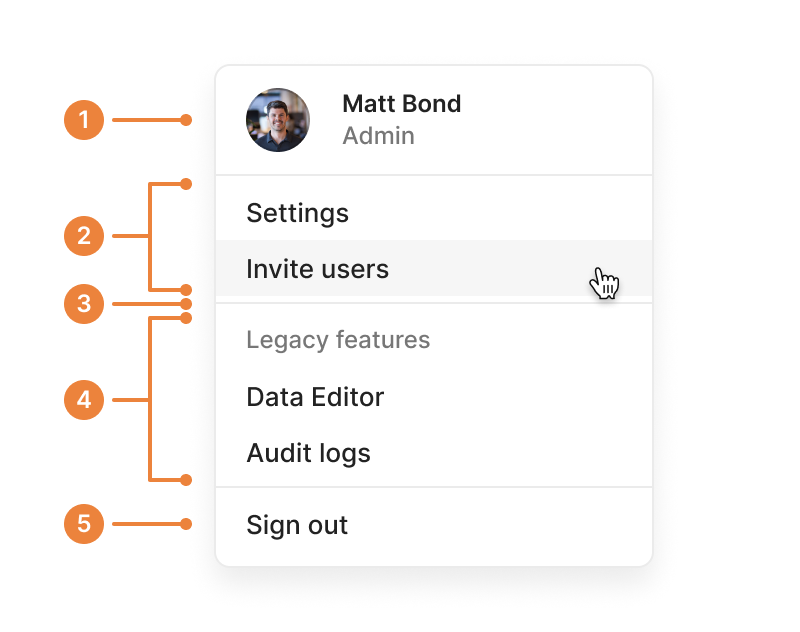 1
Matt Bond
Admin
2
Settings
Invite users
3
4
Legacy features
Data Editor
Audit logs
5
Sign out